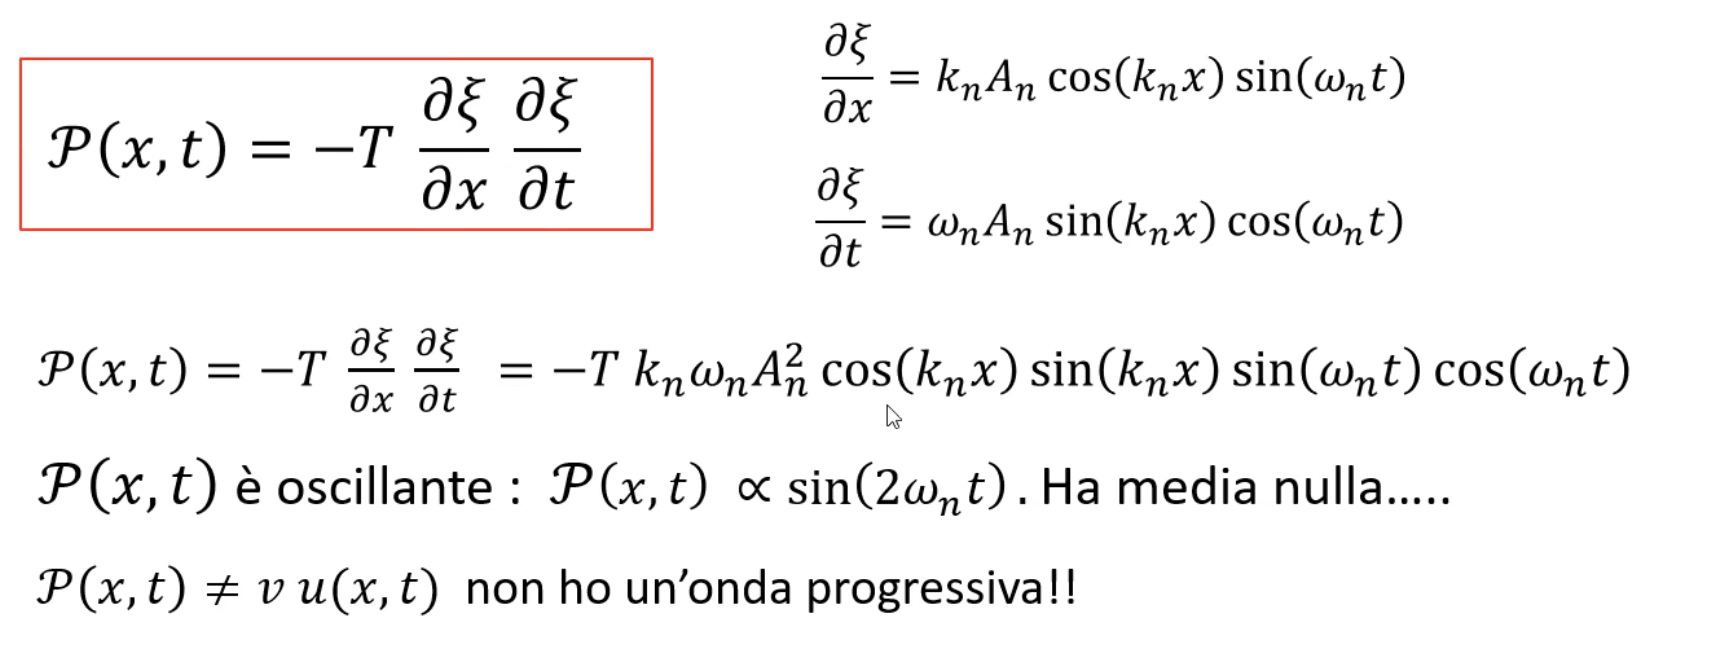 𝒫(x, t) = −T ∂ξ/∂x ∂ξ/∂t
∂ξ/∂x = kₙAₙ cos(kₙx) sin(ωₙt)
∂ξ/∂t = ωₙAₙ sin(kₙx) cos(ωₙt)
𝒫(x, t) = −T ∂ξ/∂x ∂ξ/∂t = −T kₙωₙAₙ² cos(kₙx) sin(kₙx) sin(ωₙt) cos(ωₙt)
𝒫(x, t) è oscillante : 𝒫(x, t) ∝ sin(2ωₙt) . Ha media nulla…..
𝒫(x, t) ≠ v u(x, t) non ho un’onda progressiva!!